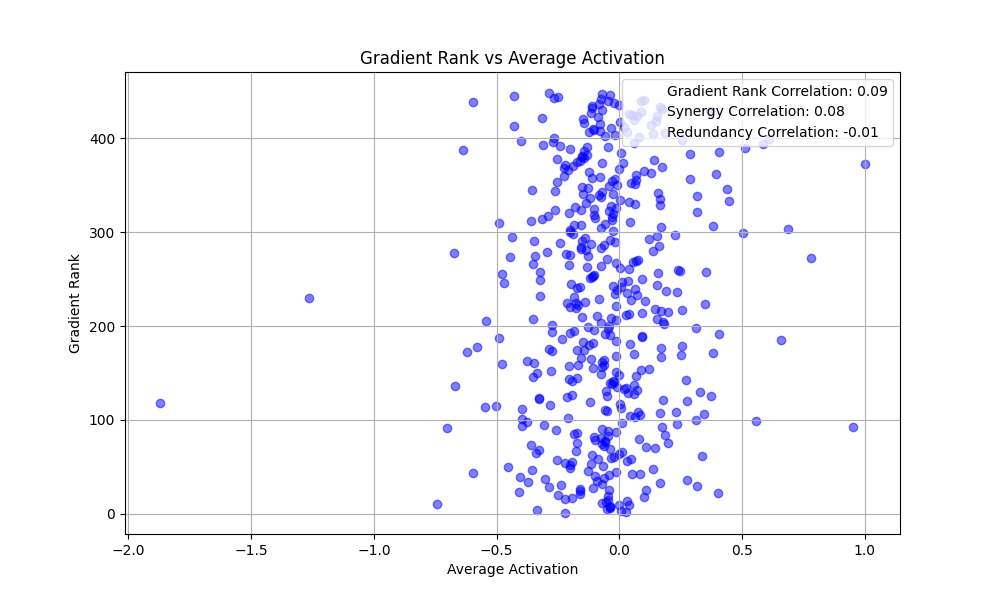 Gradient Rank vs Average Activation
Gradient Rank Correlation: 0.09
Synergy Correlation: 0.08
Redundancy Correlation: -0.01
Gradient Rank
400
300
200
100
0
−2.0 −1.5 −1.0 −0.5 0.0 0.5 1.0
Average Activation